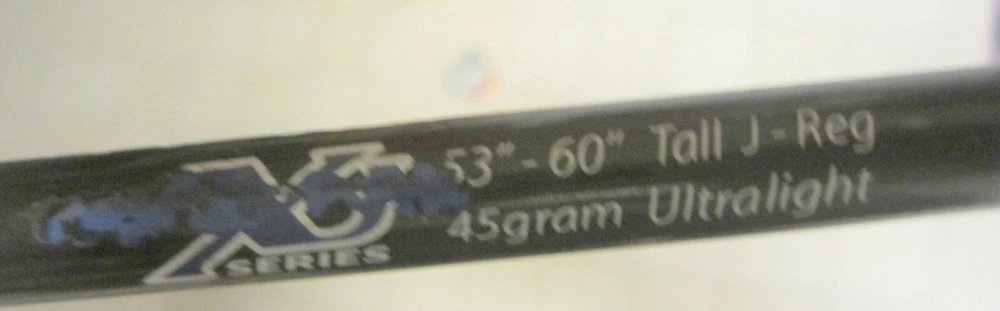 53"-60" Tall J-Reg
45gram Ultralight
SERIES